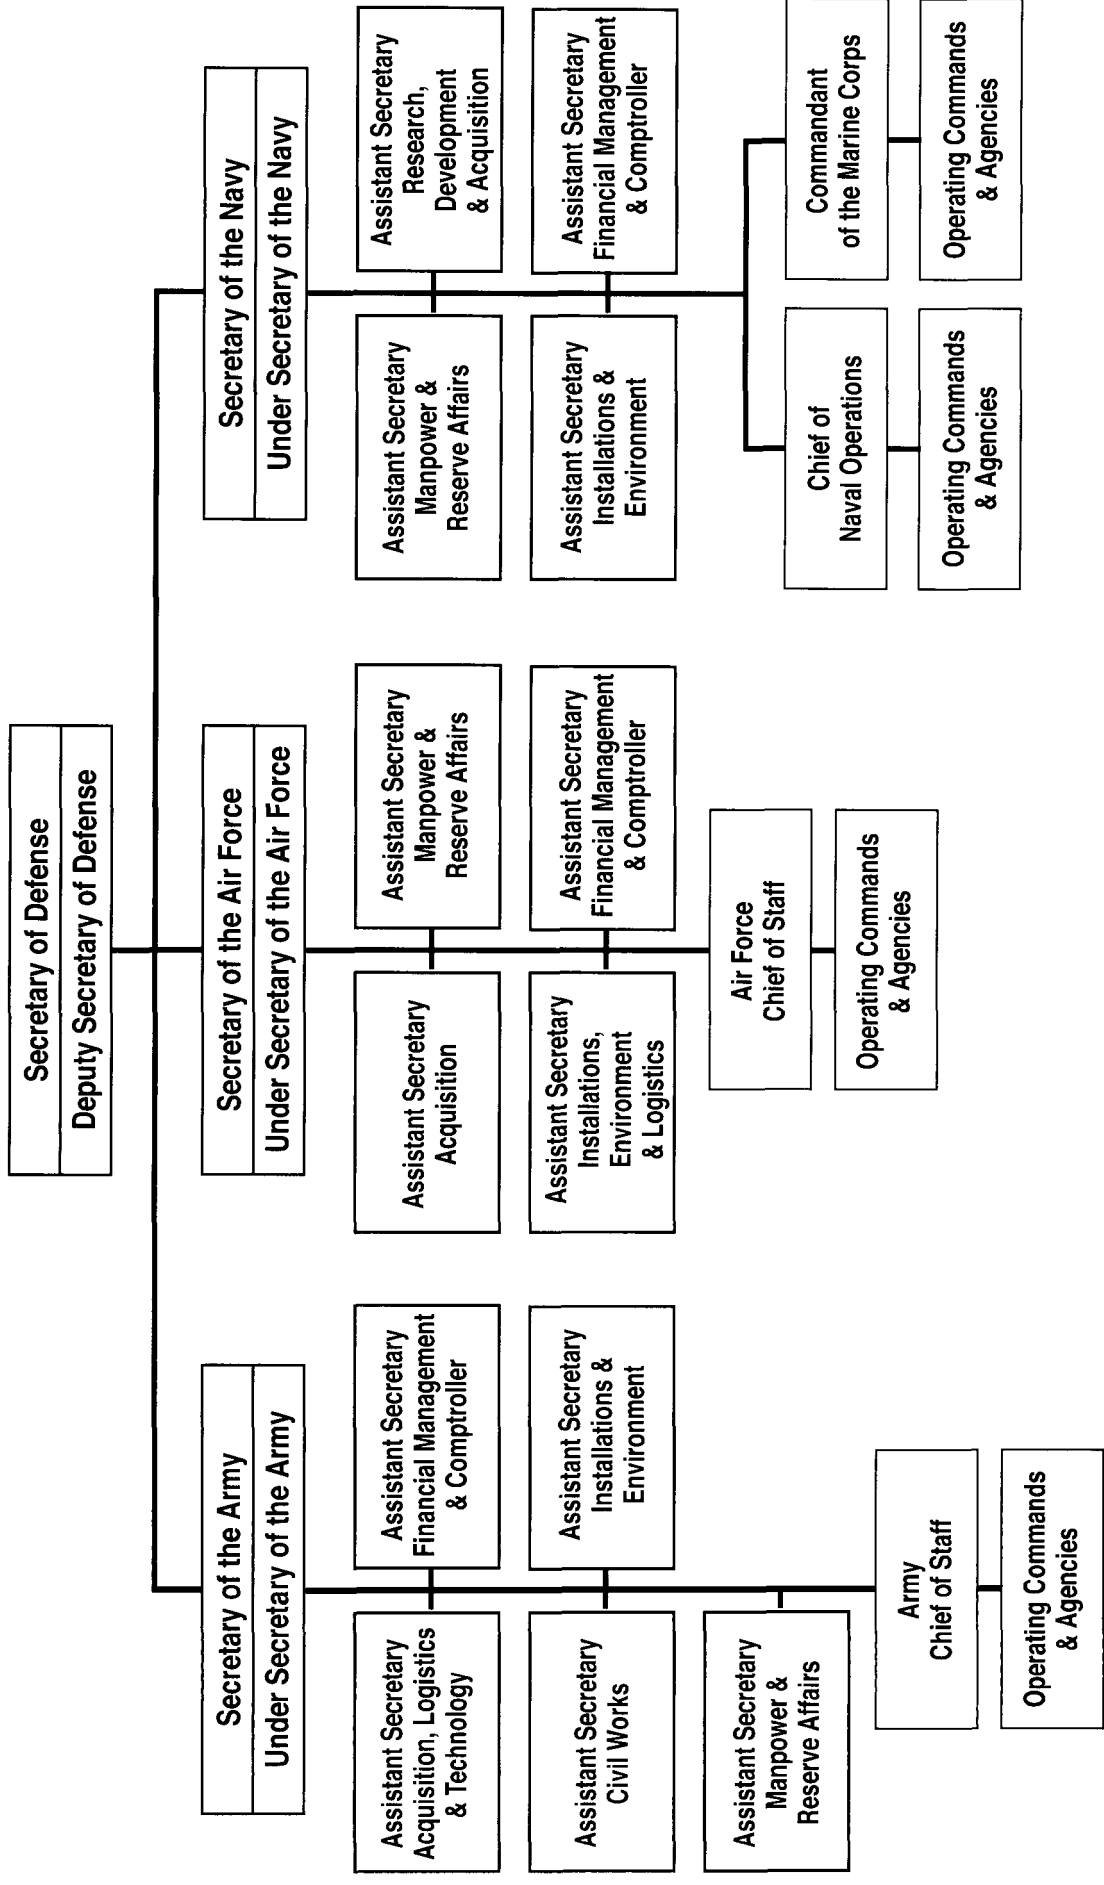 Secretary of Defense
Deputy Secretary of Defense
Secretary of the Army
Under Secretary of the Army
Assistant Secretary
Acquisition, Logistics
& Technology
Assistant Secretary
Financial Management
& Comptroller
Assistant Secretary
Civil Works
Assistant Secretary
Installations &
Environment
Assistant Secretary
Manpower &
Reserve Affairs
Army
Chief of Staff
Operating Commands
& Agencies
Secretary of the Air Force
Under Secretary of the Air Force
Assistant Secretary
Acquisition
Assistant Secretary
Manpower &
Reserve Affairs
Assistant Secretary
Installations,
Environment
& Logistics
Assistant Secretary
Financial Management
& Comptroller
Air Force
Chief of Staff
Operating Commands
& Agencies
Secretary of the Navy
Under Secretary of the Navy
Assistant Secretary
Manpower &
Reserve Affairs
Assistant Secretary
Research,
Development
& Acquisition
Assistant Secretary
Installations &
Environment
Assistant Secretary
Financial Management
& Comptroller
Chief of
Naval Operations
Operating Commands
& Agencies
Commandant
of the Marine Corps
Operating Commands
& Agencies